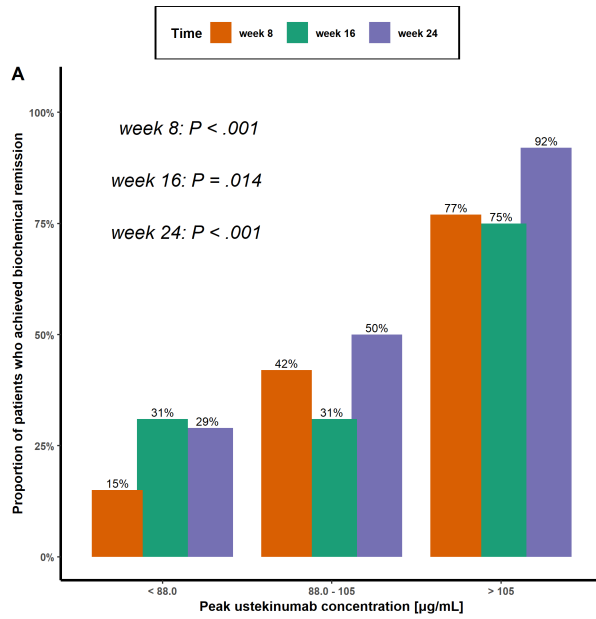 Time week 8 week 16 week 24
A
100%
75%
50%
25%
0%
Proportion of patients who achieved biochemical remission
week 8: P < .001
week 16: P = .014
week 24: P < .001
15%
31%
29%
42%
31%
50%
77%
75%
92%
< 88.0
88.0 - 105
> 105
Peak ustekinumab concentration [µg/mL]